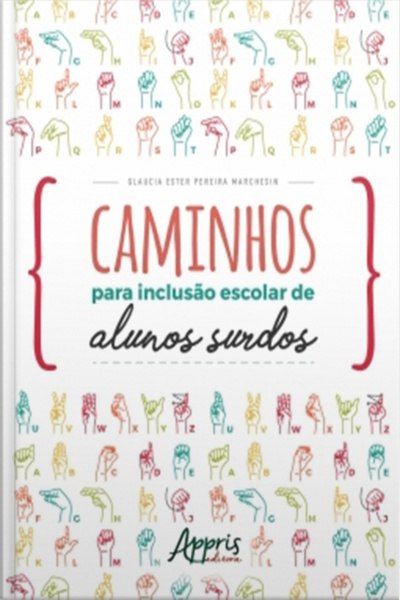 F G H I J F G H I J
K L M N O K L M N O
P Q R S T P Q R S T
GLAUCIA ESTER PEREIRA MARCHESIN
CAMINHOS
para inclusão escolar de
alunos surdos
U V W X Y Z U V W X Y Z
A B C D E A B C D E
F G H I J F G H I J
K L M L M N O
Appris
editora